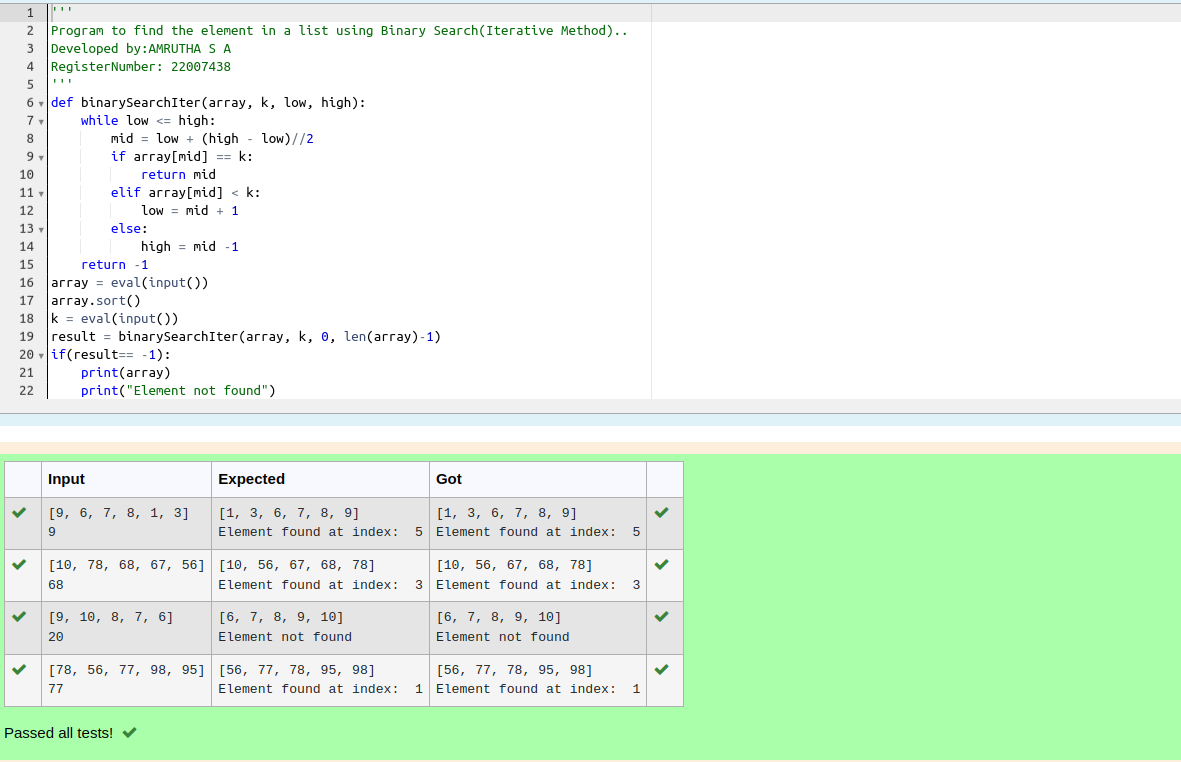 1 '''
2 Program to find the element in a list using Binary Search(Iterative Method)..
3 Developed by:AMRUTHA S A
4 RegisterNumber: 22007438
5 '''
6 def binarySearchIter(array, k, low, high):
7     while low <= high:
8         mid = low + (high - low)//2
9         if array[mid] == k:
10             return mid
11         elif array[mid] < k:
12             low = mid + 1
13         else:
14             high = mid -1
15     return -1
16 array = eval(input())
17 array.sort()
18 k = eval(input())
19 result = binarySearchIter(array, k, 0, len(array)-1)
20 if(result== -1):
21     print(array)
22     print("Element not found")
Input Expected Got
[9, 6, 7, 8, 1, 3] [1, 3, 6, 7, 8, 9] [1, 3, 6, 7, 8, 9]
9 Element found at index:  5 Element found at index:  5
[10, 78, 68, 67, 56] [10, 56, 67, 68, 78] [10, 56, 67, 68, 78]
68 Element found at index:  3 Element found at index:  3
[9, 10, 8, 7, 6] [6, 7, 8, 9, 10] [6, 7, 8, 9, 10]
20 Element not found Element not found
[78, 56, 77, 98, 95] [56, 77, 78, 95, 98] [56, 77, 78, 95, 98]
77 Element found at index:  1 Element found at index:  1
Passed all tests!